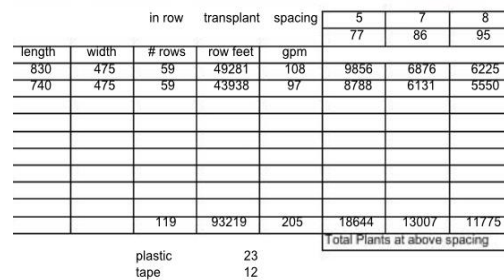 in row transplant spacing 5 7 8
77 86 95
length width # rows row feet gpm
830 475 59 49281 108 9856 6876 6225
740 475 59 43938 97 8788 6131 5550
119 93219 205 18644 13007 11775
Total Plants at above spacing
plastic 23
tape 12